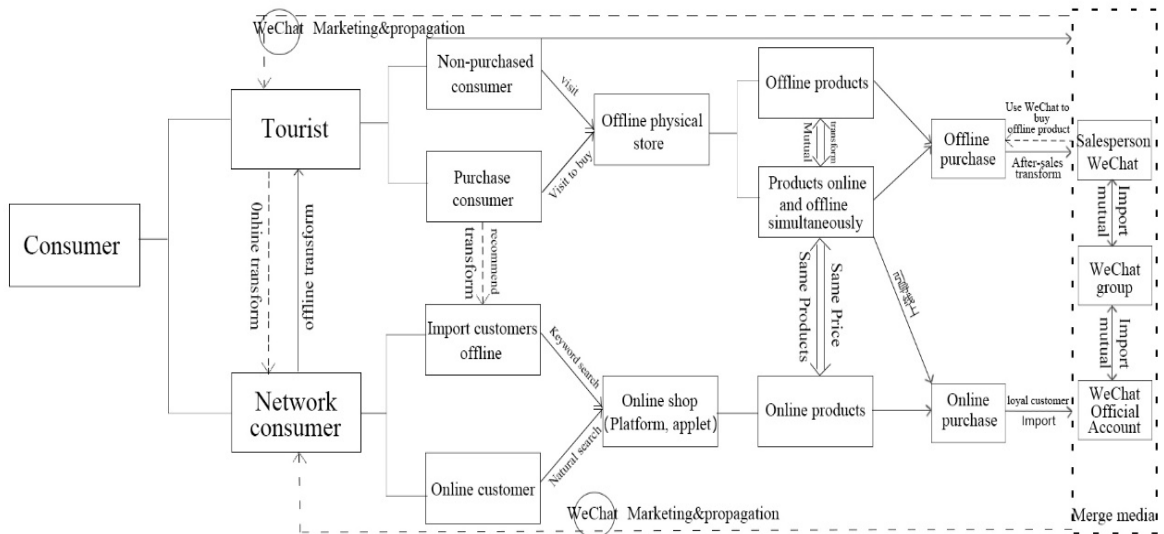 WeChat Marketing&propagation
Non-purchased
consumer
visit
Tourist
Offline physical
store
Visit to buy
Purchase
consumer
Offline products
transform
Mutual
Products online
and offline
simultaneously
Offline
purchase
Use WeChat to
buy
offline product
After-sales
transform
Salesperson
WeChat
Import
mutual
WeChat
group
Import
mutual
WeChat
Official
Account
Consumer
0nhine transform
offline transform
recommend
transform
Same Price
Same Products
Import customers
offline
Keyword search
Network
consumer
Online shop
(Platform, applet)
Natural search
Online customer
Online products
Online
purchase
loyal customer
Import
WeChat Marketing&propagation
Merge media